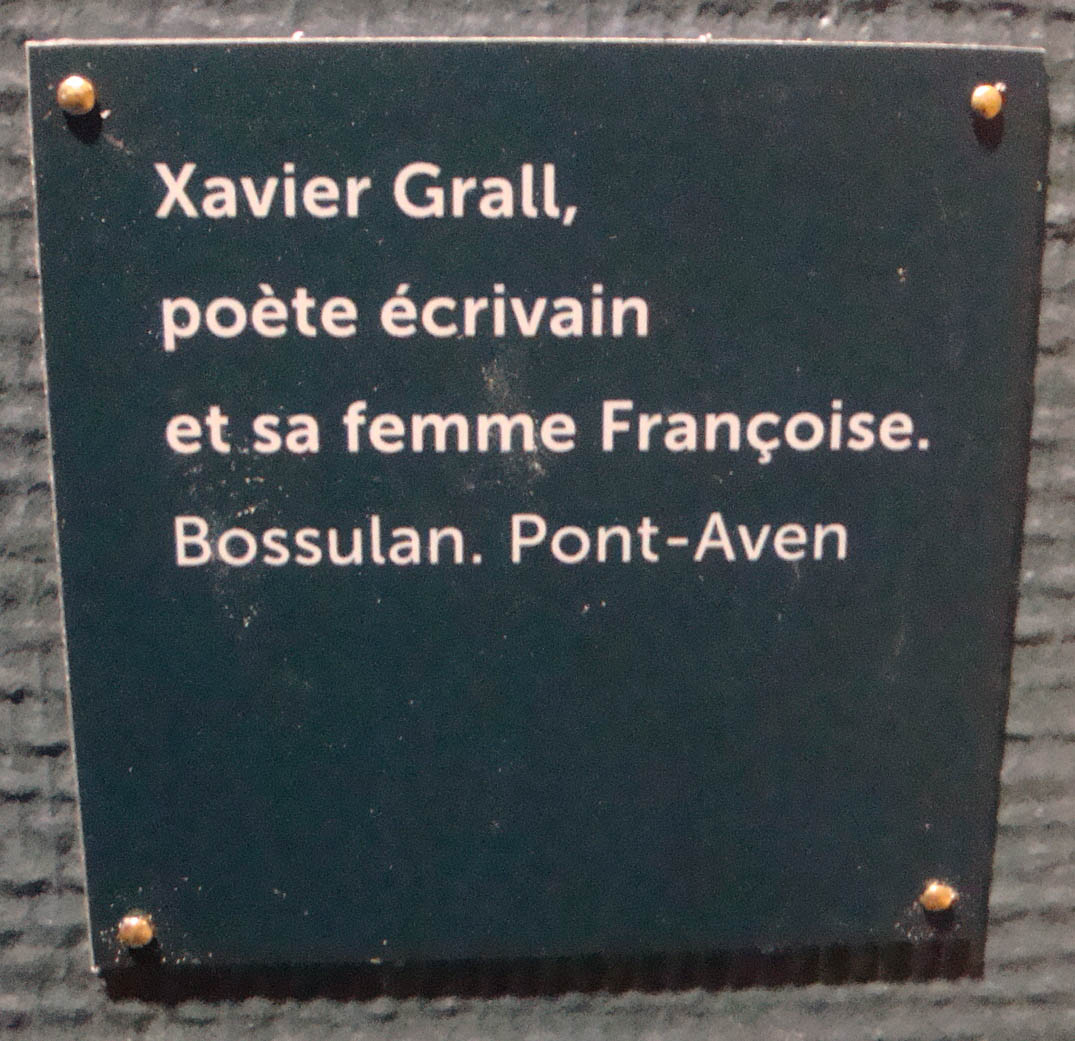 Xavier Grall,
poète écrivain
et sa femme Françoise.
Bossulan. Pont-Aven